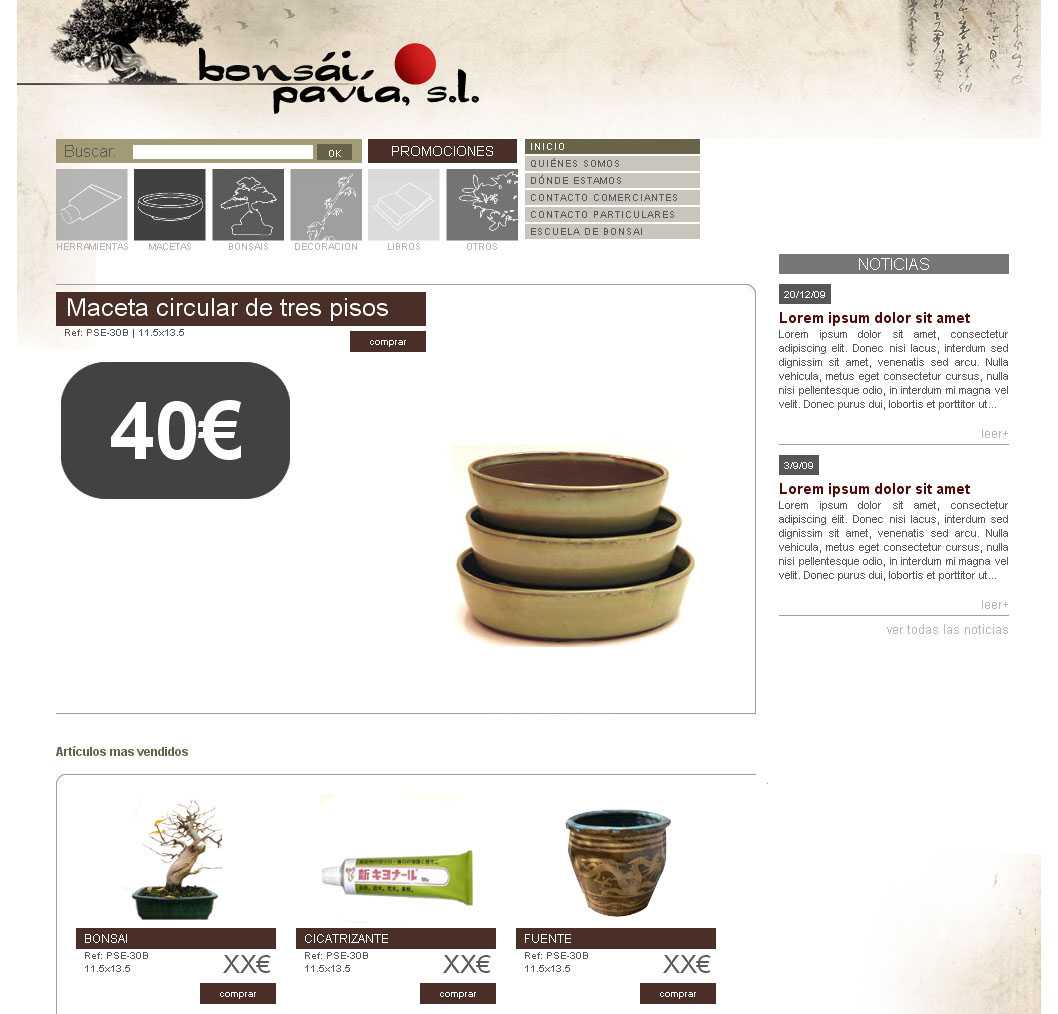 bonsái
pavía, s.l.
Buscar:
OK
PROMOCIONES
INICIO
QUIÉNES SOMOS
DÓNDE ESTAMOS
CONTACTO COMERCIANTES
CONTACTO PARTICULARES
ESCUELA DE BONSAI
HERRAMIENTAS
MACETAS
BONSAIS
DECORACION
LIBROS
OTROS
Maceta circular de tres pisos
Ref: PSE-30B | 11.5x13.5
comprar
40€
NOTICIAS
20/12/09
Lorem ipsum dolor sit amet
Lorem ipsum dolor sit amet, consectetur
adipiscing elit. Donec nisi lacus, interdum sed
dignissim sit amet, venenatis sed arcu. Nulla
vehicula, metus eget consectetur cursus, nulla
nisi pellentesque odio, in interdum mi magna vel
velit. Donec purus dui, lobortis et porttitor ut...
leer+
3/9/09
Lorem ipsum dolor sit amet
Lorem ipsum dolor sit amet, consectetur
adipiscing elit. Donec nisi lacus, interdum sed
dignissim sit amet, venenatis sed arcu. Nulla
vehicula, metus eget consectetur cursus, nulla
nisi pellentesque odio, in interdum mi magna vel
velit. Donec purus dui, lobortis et porttitor ut...
leer+
ver todas las noticias
Artículos mas vendidos
新キヨナール
BONSAI
Ref: PSE-30B
11.5x13.5
XX€
comprar
CICATRIZANTE
Ref: PSE-30B
11.5x13.5
XX€
comprar
FUENTE
Ref: PSE-30B
11.5x13.5
XX€
comprar